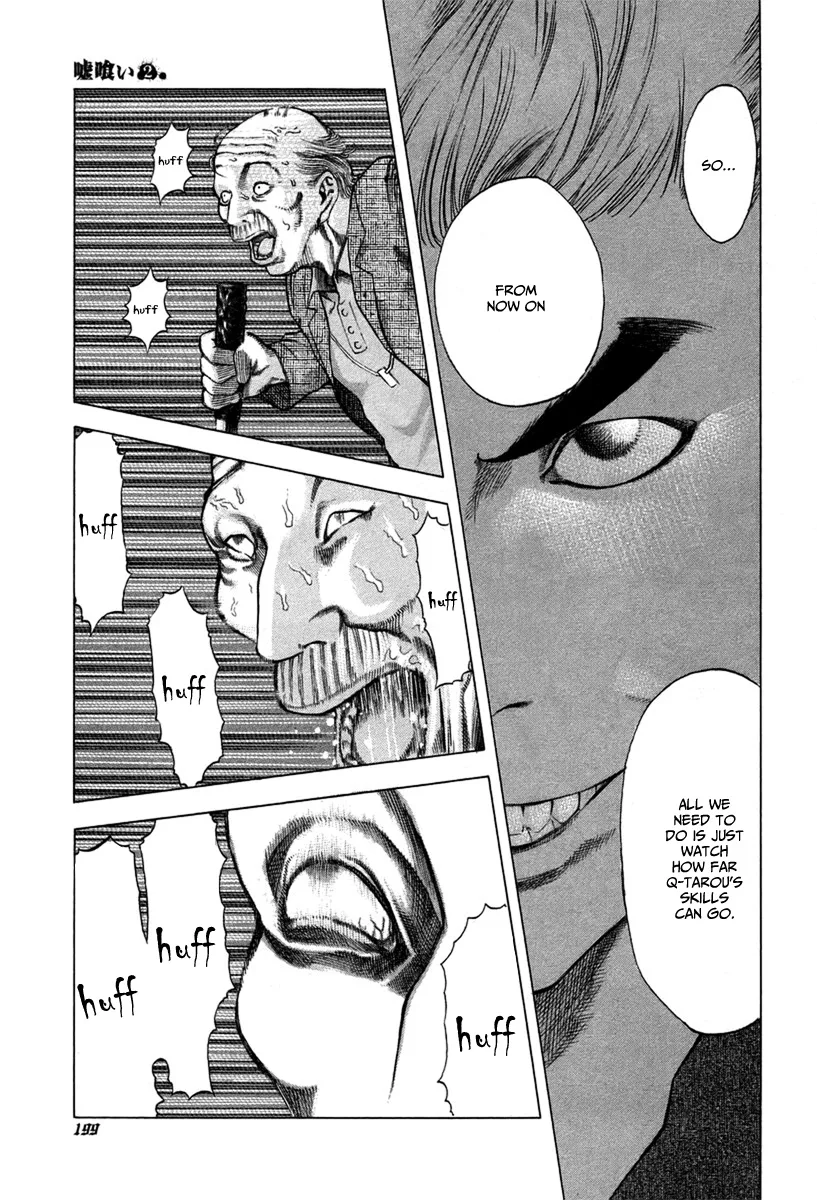 SO...
FROM
NOW ON
ALL WE
NEED TO
DO IS JUST
WATCH
HOW FAR
Q-TAROU'S
SKILLS
CAN GO.
嘘喰い 2。
huff
huff
huff
huff
huff
huff
huff
huff
199